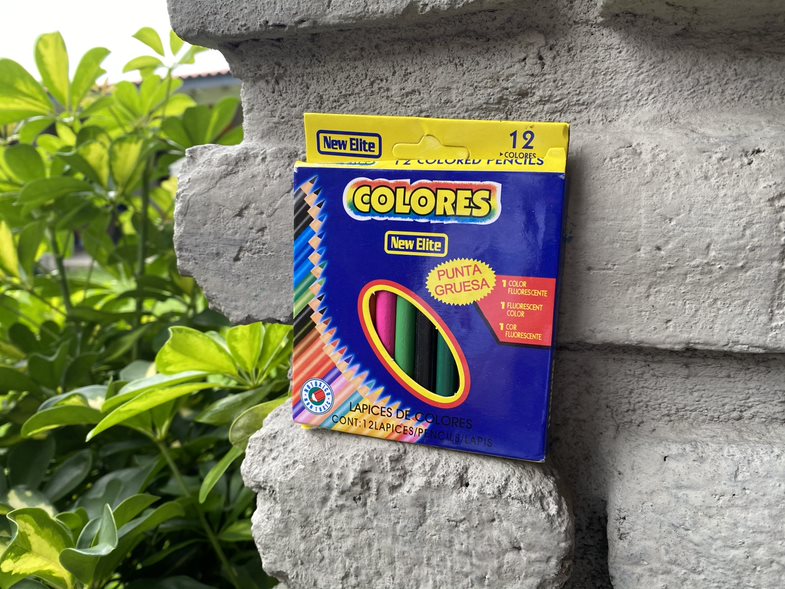 New Elite
12
COLORES
12 COLORED PENCILS
COLORES
New Elite
PUNTA
GRUESA
1 COLOR
FLUORESCENTE
1 FLUORESCENT
COLOR
1 COR
FLUORESCENTE
LAPICES DE COLORES
CONT:12LAPICES/PENCILS/LAPIS